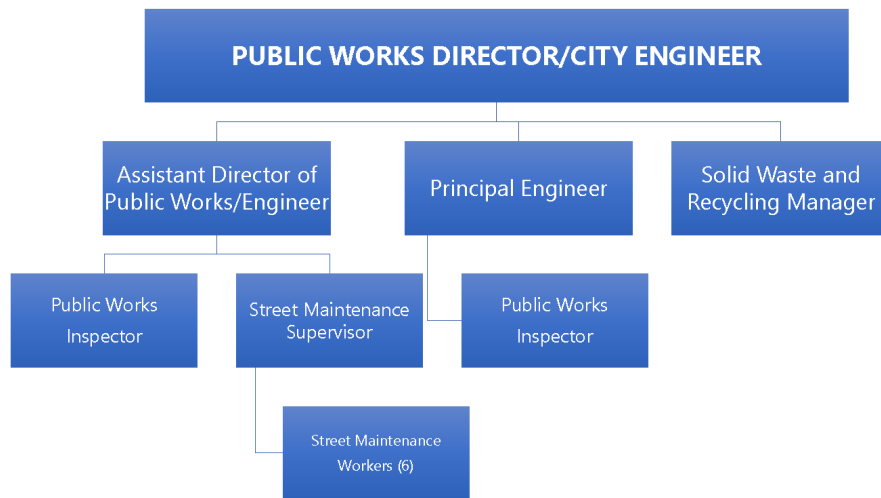 PUBLIC WORKS DIRECTOR/CITY ENGINEER
Assistant Director of
Public Works/Engineer
Principal Engineer
Solid Waste and
Recycling Manager
Public Works
Inspector
Street Maintenance
Supervisor
Public Works
Inspector
Street Maintenance
Workers (6)